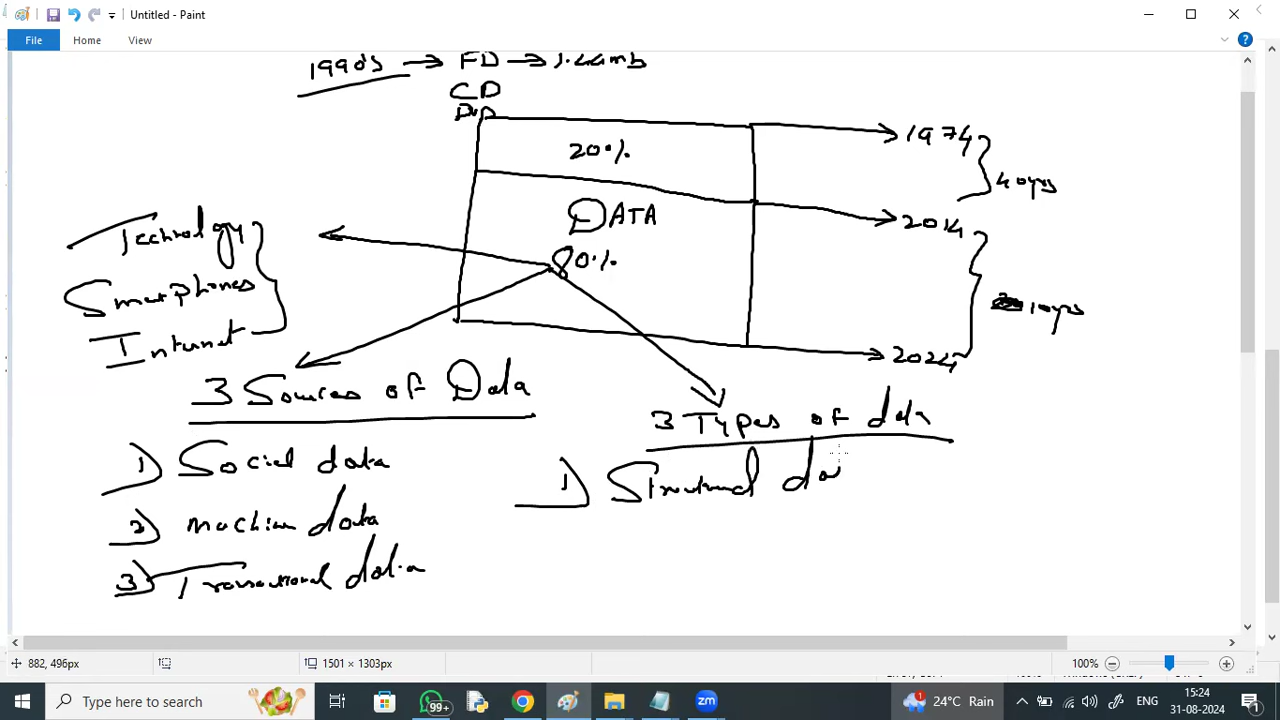 Untitled - Paint
File Home View
1990s → FD → 1.44mb
CD
DVD
20%
1974
40yrs
DATA
2014
80%
Technology
Smartphones
Internet
10yrs
2024
3 Sources of Data
3 Types of data
1) Social data
1) Structured da
2) machine data
3) Transactional data
882, 496px
1501 × 1303px
100%
Type here to search
99+
zm
24°C Rain
ENG
15:24
31-08-2024
1